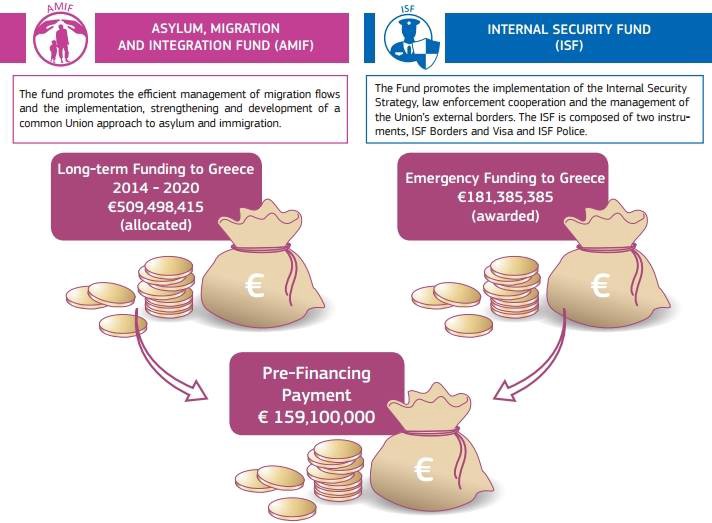 AMIF
ASYLUM, MIGRATION
AND INTEGRATION FUND (AMIF)
The fund promotes the efficient management of migration flows
and the implementation, strengthening and development of a
common Union approach to asylum and immigration.
ISF
INTERNAL SECURITY FUND
(ISF)
The Fund promotes the implementation of the Internal Security
Strategy, law enforcement cooperation and the management of
the Union's external borders. The ISF is composed of two instru-
ments, ISF Borders and Visa and ISF Police.
Long-term Funding to Greece
2014 - 2020
€509,498,415
(allocated)
€
Emergency Funding to Greece
€181,385,385
(awarded)
€
Pre-Financing
Payment
€ 159,100,000
€